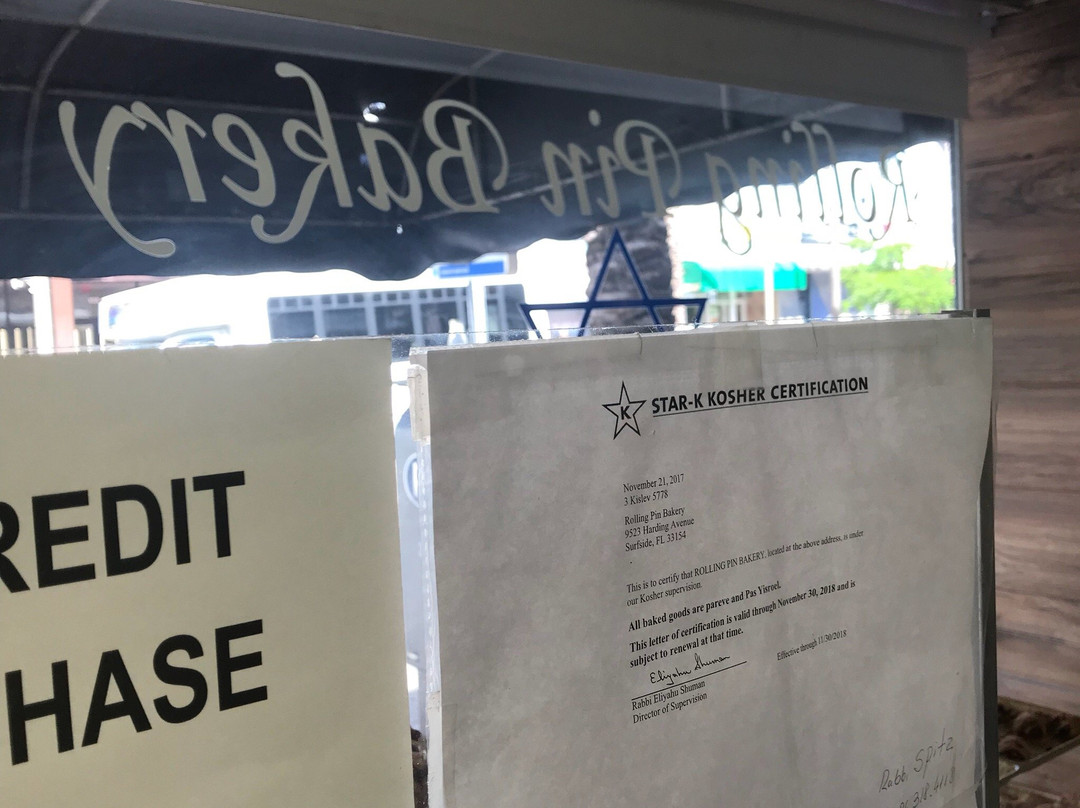 Rolling Pin Bakery
REDIT
HASE
K
STAR-K KOSHER CERTIFICATION
November 21, 2017
3 Kislev 5778
Rolling Pin Bakery
9523 Harding Avenue
Surfside, FL 33154
This is to certify that ROLLING PIN BAKERY, located at the above address, is under
our Kosher supervision.
All baked goods are pareve and Pas Yisroel.
This letter of certification is valid through November 30, 2018 and is
subject to renewal at that time.
Effective through 11/30/2018
Eliyahu Shuman
Rabbi Eliyahu Shuman
Director of Supervision
Rabbi Spitz